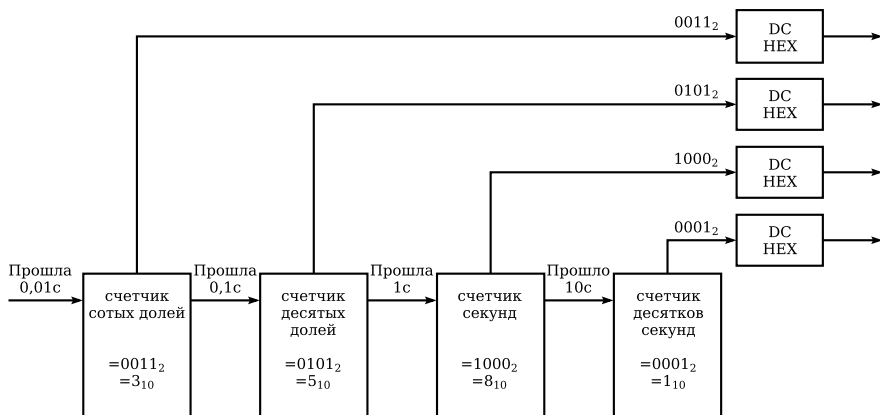 0011₂
DC
HEX
0101₂
DC
HEX
1000₂
DC
HEX
0001₂
DC
HEX
Прошла
0,01с
счетчик
сотых долей
=0011₂
=3₁₀
Прошла
0,1с
счетчик
десятых
долей
=0101₂
=5₁₀
Прошла
1с
счетчик
секунд
=1000₂
=8₁₀
Прошло
10с
счетчик
десятков
секунд
=0001₂
=1₁₀